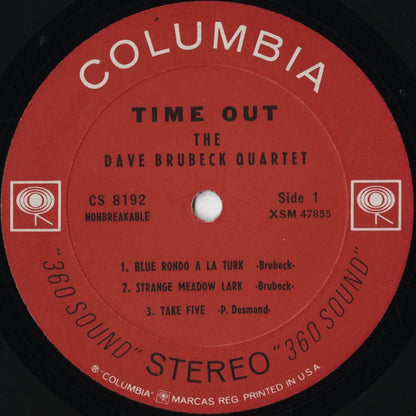 COLUMBIA
TIME OUT
THE
DAVE BRUBECK QUARTET
CS 8192
NONBREAKABLE
Side 1
XSM 47855
1. BLUE RONDO A LA TURK -Brubeck-
2. STRANGE MEADOW LARK -Brubeck-
3. TAKE FIVE -P. Desmond-
"360 SOUND" STEREO "360 SOUND"
® "COLUMBIA" MARCAS REG. PRINTED IN U.S.A